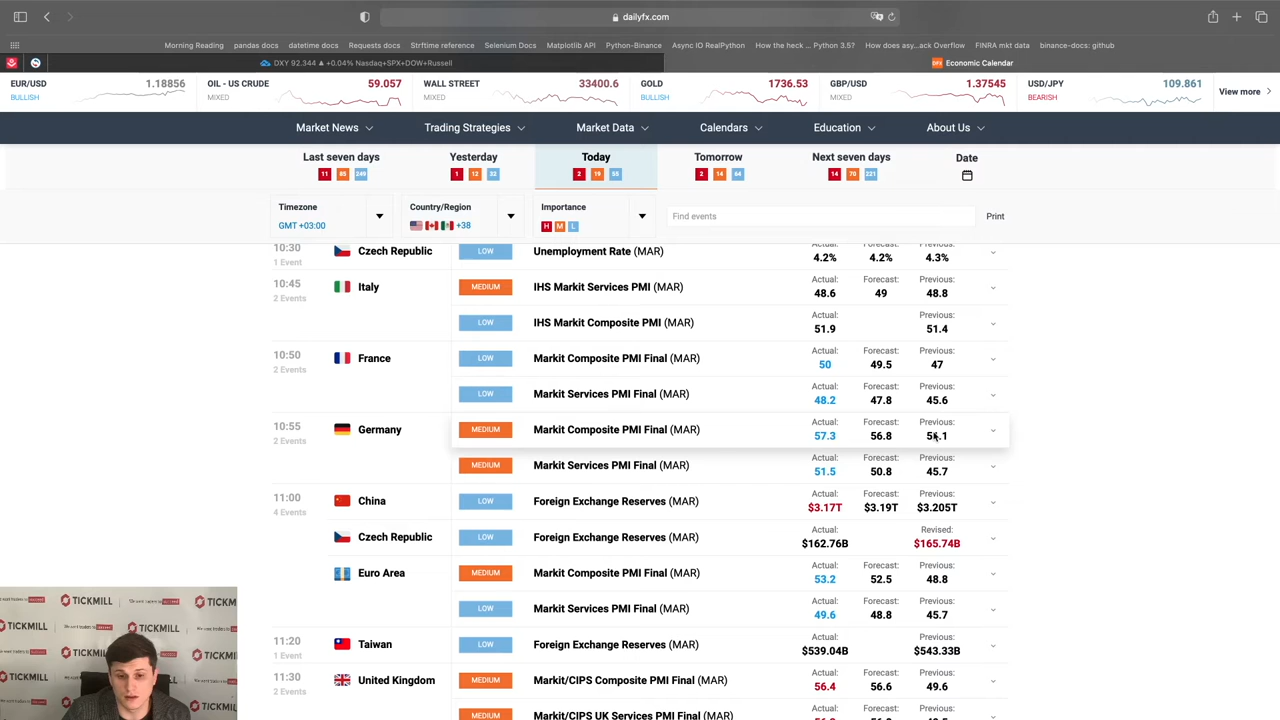 dailyfx.com
Morning Reading pandas docs datetime docs Requests docs Strftime reference Selenium Docs Matplotlib API Python-Binance Async IO RealPython How the heck ... Python 3.5? How does asy...ack Overflow FINRA mkt data binance-docs: github
DXY 92.344 ▲ +0.04% Nasdaq+SPX+DOW+Russell
DFX Economic Calendar
EUR/USD 1.18856 OIL - US CRUDE 59.057 WALL STREET 33400.6 GOLD 1736.53 GBP/USD 1.37545 USD/JPY 109.861 View more
BULLISH MIXED MIXED BULLISH MIXED BEARISH
Market News Trading Strategies Market Data Calendars Education About Us
Last seven days Yesterday Today Tomorrow Next seven days Date
11 85 249 1 12 32 2 19 55 2 14 64 14 70 221
Timezone Country/Region Importance Find events Print
GMT +03:00 +38 H M L
10:30 Czech Republic LOW Unemployment Rate (MAR) Actual: Forecast: Previous:
1 Event 4.2% 4.2% 4.3%
10:45 Italy MEDIUM IHS Markit Services PMI (MAR) Actual: Forecast: Previous:
2 Events 48.6 49 48.8
LOW IHS Markit Composite PMI (MAR) Actual: Previous:
51.9 51.4
10:50 France LOW Markit Composite PMI Final (MAR) Actual: Forecast: Previous:
2 Events 50 49.5 47
LOW Markit Services PMI Final (MAR) Actual: Forecast: Previous:
48.2 47.8 45.6
10:55 Germany MEDIUM Markit Composite PMI Final (MAR) Actual: Forecast: Previous:
2 Events 57.3 56.8
MEDIUM Markit Services PMI Final (MAR) Actual: Forecast: Previous:
51.5 50.8 45.7
11:00 China LOW Foreign Exchange Reserves (MAR) Actual: Forecast: Previous:
4 Events $3.17T $3.19T $3.205T
Czech Republic LOW Foreign Exchange Reserves (MAR) Actual: Revised:
$162.76B $165.74B
Euro Area MEDIUM Markit Composite PMI Final (MAR) Actual: Forecast: Previous:
53.2 52.5 48.8
LOW Markit Services PMI Final (MAR) Actual: Forecast: Previous:
49.6 48.8 45.7
11:20 Taiwan LOW Foreign Exchange Reserves (MAR) Actual: Previous:
1 Event $539.04B $543.33B
11:30 United Kingdom MEDIUM Markit/CIPS Composite PMI Final (MAR) Actual: Forecast: Previous:
2 Events 56.4 56.6 49.6
MEDIUM Markit/CIPS UK Services PMI Final (MAR) Actual: Forecast: Previous:
TICKMILL
TICKMILL
TICKMILL